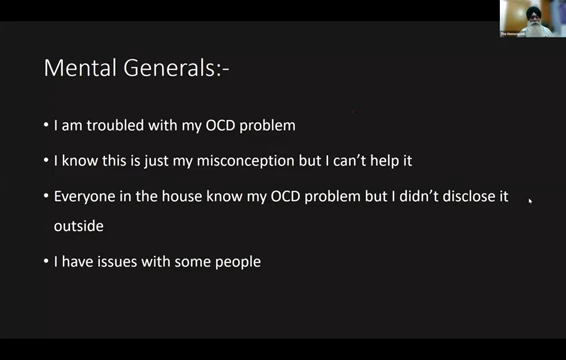 Mental Generals:-
• I am troubled with my OCD problem
• I know this is just my misconception but I can’t help it
• Everyone in the house know my OCD problem but I didn’t disclose it
outside
• I have issues with some people